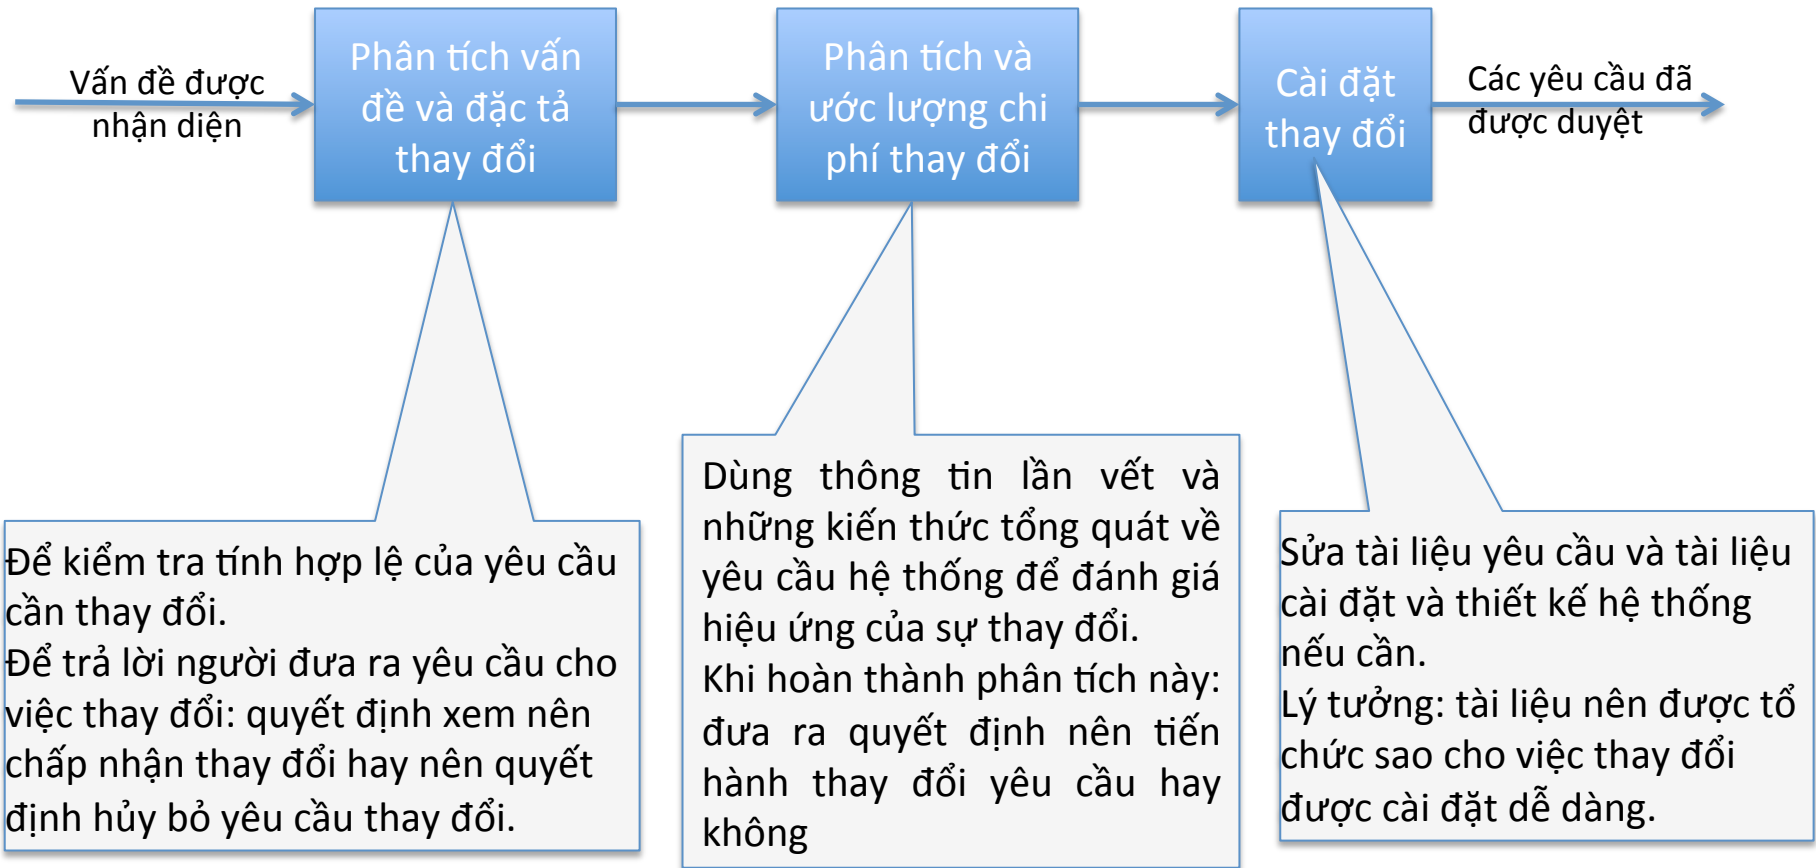 Vấn đề được
nhận diện
Phân tích vấn
đề và đặc tả
thay đổi
Phân tích và
ước lượng chi
phí thay đổi
Cài đặt
thay đổi
Các yêu cầu đã
được duyệt
Để kiểm tra tính hợp lệ của yêu cầu
cần thay đổi.
Để trả lời người đưa ra yêu cầu cho
việc thay đổi: quyết định xem nên
chấp nhận thay đổi hay nên quyết
định hủy bỏ yêu cầu thay đổi.
Dùng thông tin lần vết và
những kiến thức tổng quát về
yêu cầu hệ thống để đánh giá
hiệu ứng của sự thay đổi.
Khi hoàn thành phân tích này:
đưa ra quyết định nên tiến
hành thay đổi yêu cầu hay
không
Sửa tài liệu yêu cầu và tài liệu
cài đặt và thiết kế hệ thống
nếu cần.
Lý tưởng: tài liệu nên được tổ
chức sao cho việc thay đổi
được cài đặt dễ dàng.